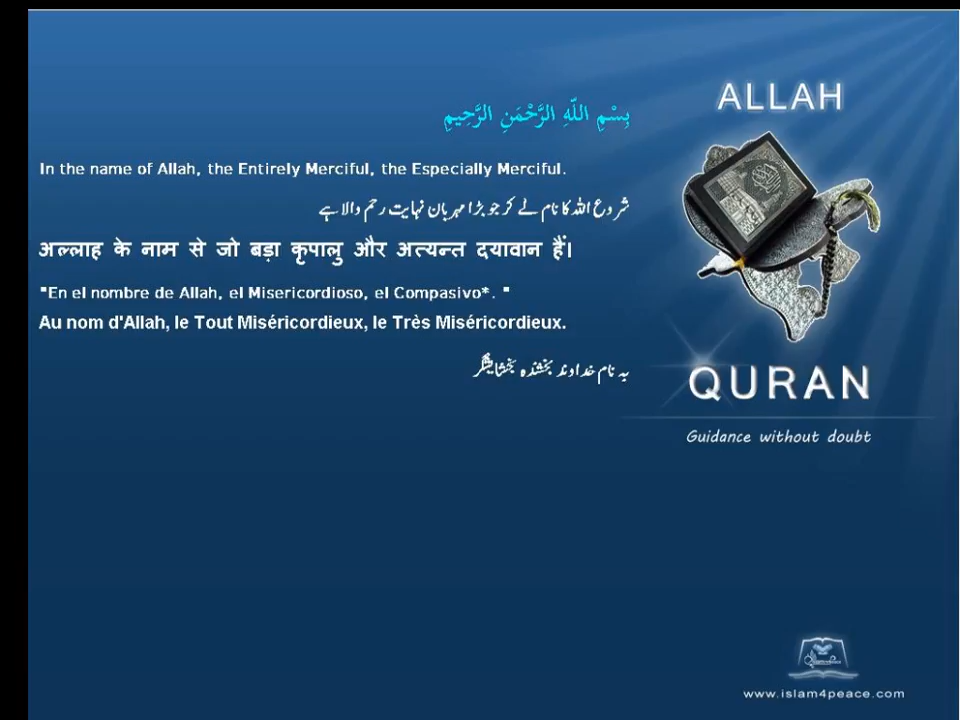 بِسْمِ اللَّهِ الرَّحْمَنِ الرَّحِيمِ
In the name of Allah, the Entirely Merciful, the Especially Merciful.
شروع الله کا نام لے کر جو بڑا مہربان نہایت رحم والا ہے
अल्लाह के नाम से जो बड़ा कृपालु और अत्यन्त दयावान हैं।
"En el nombre de Allah, el Misericordioso, el Compasivo*. "
Au nom d'Allah, le Tout Miséricordieux, le Très Miséricordieux.
به نام خداوند بخشنده بخشایشگر
ALLAH
QURAN
Guidance without doubt
www.islam4peace.com